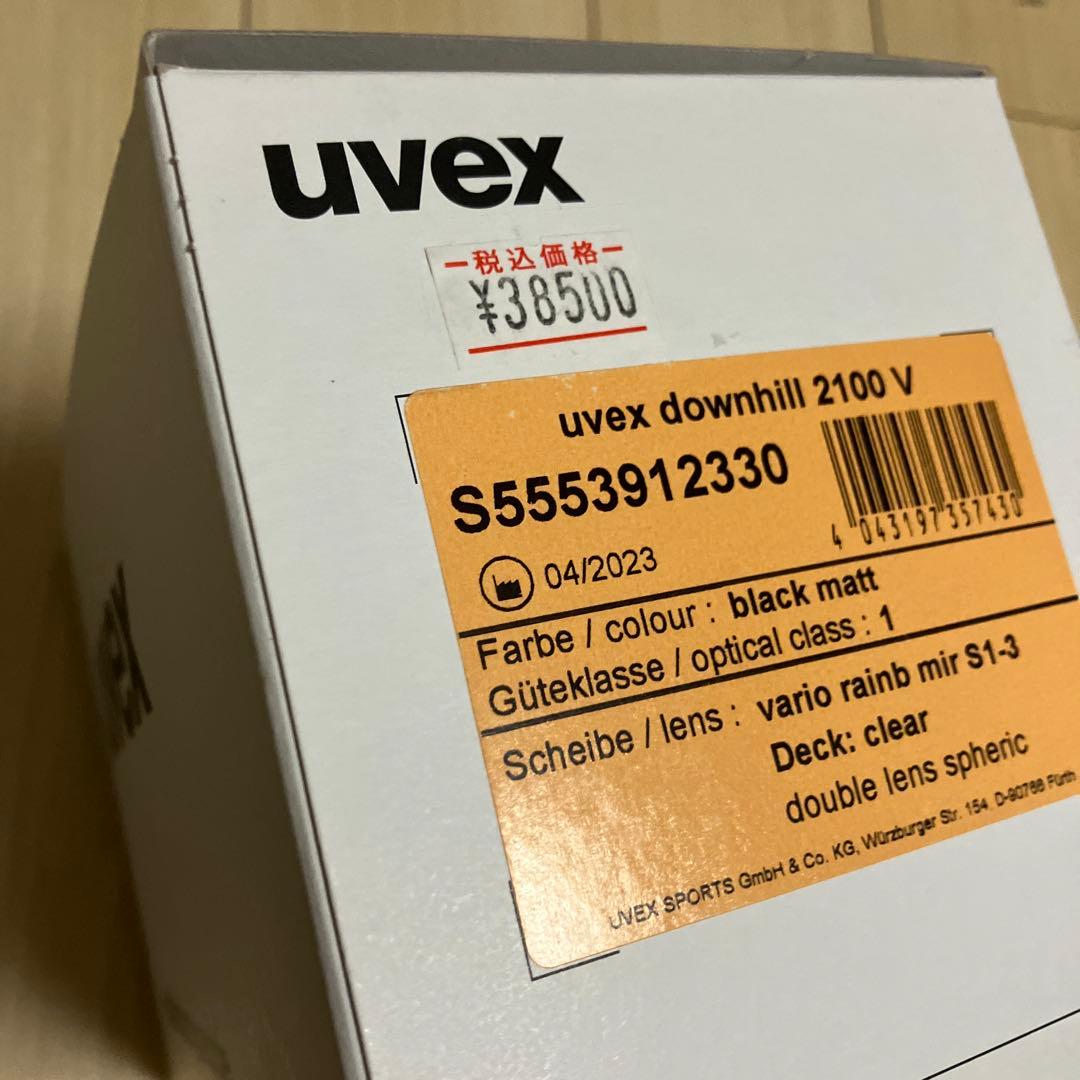 uvex
税込価格
¥38500
uvex downhill 2100 V
S5553912330
4 043197 357430
04/2023
Farbe / colour : black matt
Güteklasse / optical class : 1
Scheibe / lens : vario rainb mir S1-3
Deck: clear
double lens spheric
UVEX SPORTS GmbH & Co. KG, Würzburger Str. 154, D-90766 Fürth
uvex